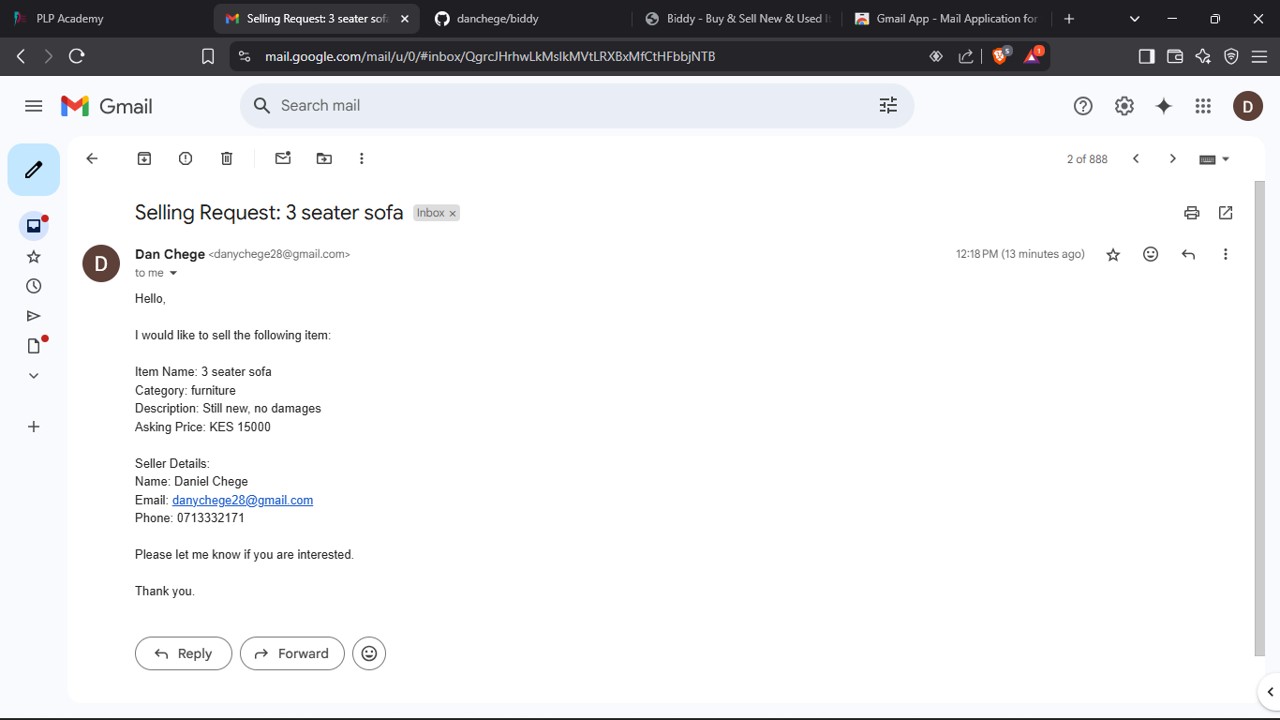 PLP Academy
Selling Request: 3 seater sof
danchege/biddy
Biddy - Buy & Sell New & Used I
Gmail App - Mail Application for
mail.google.com/mail/u/0/#inbox/QgrcJHrhwLkMslkMVtLRXBxMfCtHFbbjNTB
5
1
Gmail
Search mail
D
2 of 888
Selling Request: 3 seater sofa
Inbox x
D
Dan Chege <danychege28@gmail.com>
12:18 PM (13 minutes ago)
to me
Hello,
I would like to sell the following item:
Item Name: 3 seater sofa
Category: furniture
Description: Still new, no damages
Asking Price: KES 15000
Seller Details:
Name: Daniel Chege
Email: danychege28@gmail.com
Phone: 0713332171
Please let me know if you are interested.
Thank you.
Reply
Forward